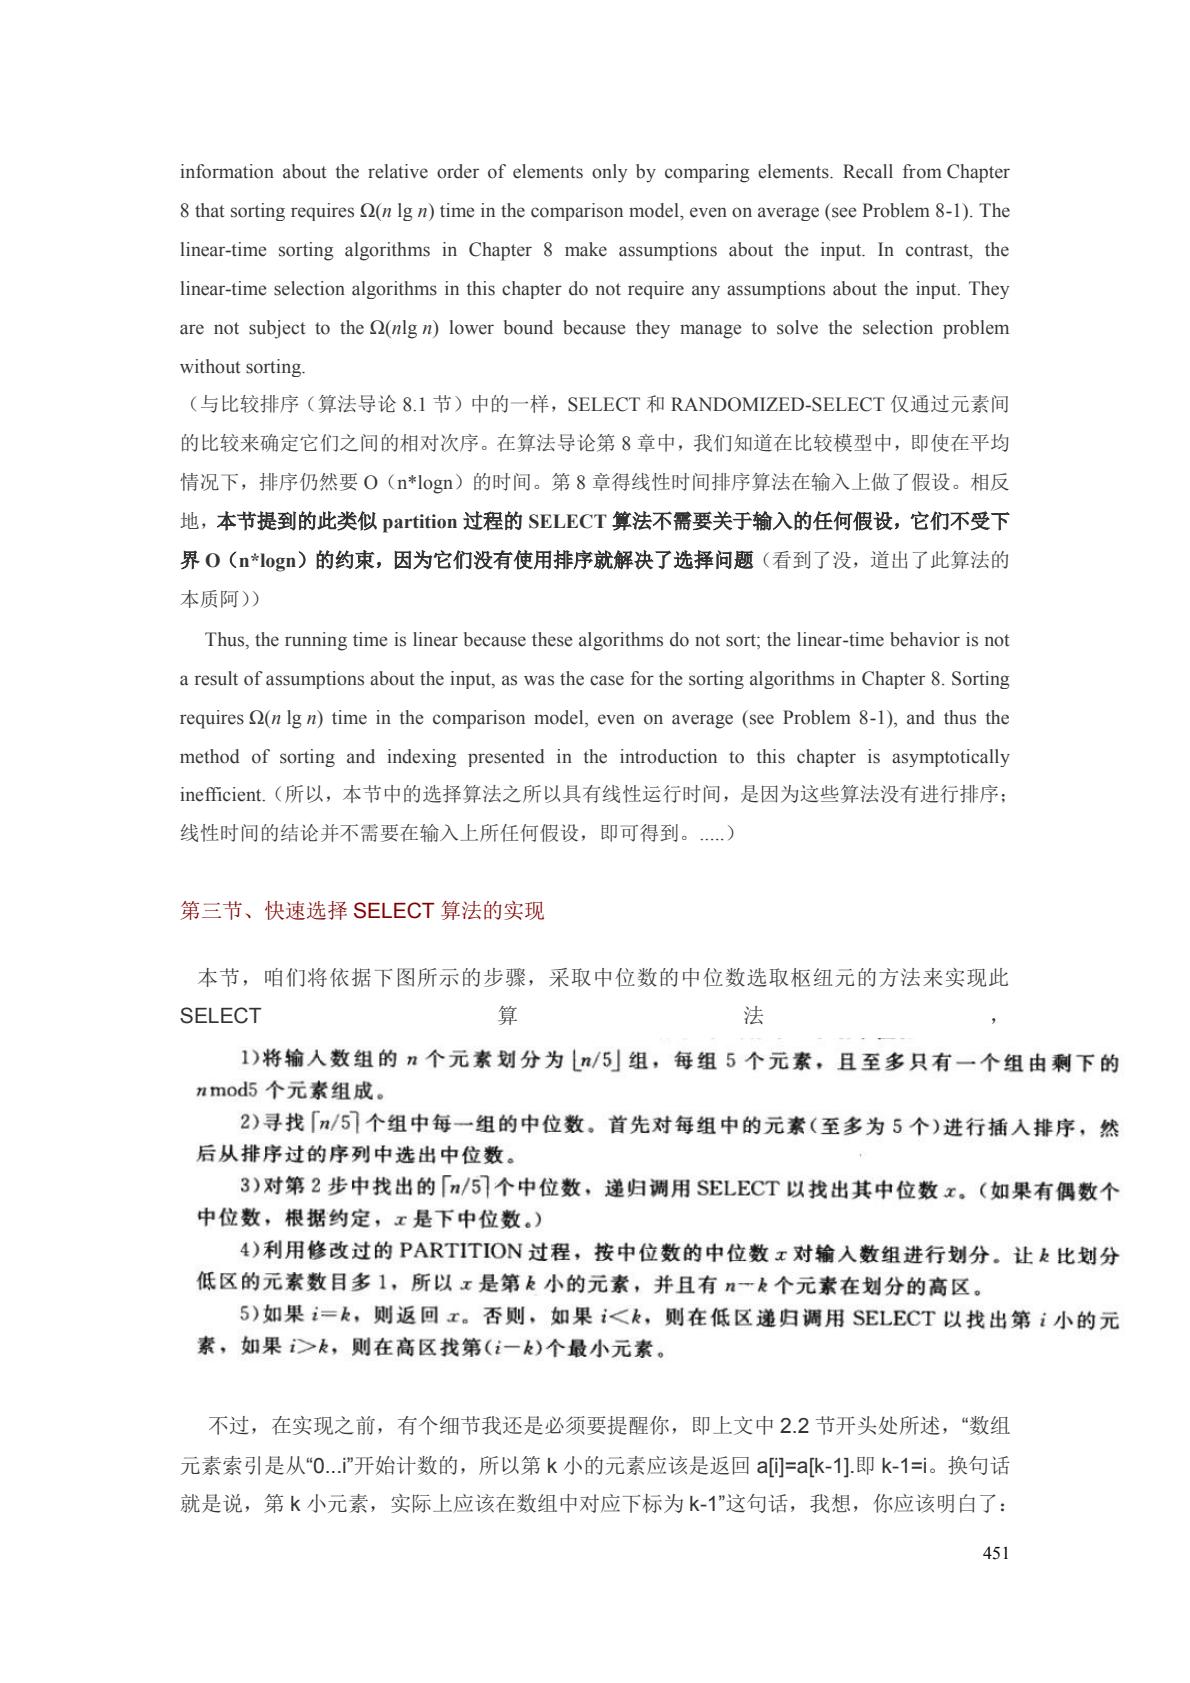 information about the relative order of elements only by comparing elements. Recall from Chapter
8 that sorting requires Ω(n lg n) time in the comparison model, even on average (see Problem 8-1). The
linear-time sorting algorithms in Chapter 8 make assumptions about the input. In contrast, the
linear-time selection algorithms in this chapter do not require any assumptions about the input. They
are not subject to the Ω(nlg n) lower bound because they manage to solve the selection problem
without sorting.
（与比较排序（算法导论 8.1 节）中的一样，SELECT 和 RANDOMIZED-SELECT 仅通过元素间
的比较来确定它们之间的相对次序。在算法导论第 8 章中，我们知道在比较模型中，即使在平均
情况下，排序仍然要 O（n*logn）的时间。第 8 章得线性时间排序算法在输入上做了假设。相反
地，本节提到的此类似 partition 过程的 SELECT 算法不需要关于输入的任何假设，它们不受下
界 O（n*logn）的约束，因为它们没有使用排序就解决了选择问题（看到了没，道出了此算法的
本质阿））
Thus, the running time is linear because these algorithms do not sort; the linear-time behavior is not
a result of assumptions about the input, as was the case for the sorting algorithms in Chapter 8. Sorting
requires Ω(n lg n) time in the comparison model, even on average (see Problem 8-1), and thus the
method of sorting and indexing presented in the introduction to this chapter is asymptotically
inefficient.（所以，本节中的选择算法之所以具有线性运行时间，是因为这些算法没有进行排序；
线性时间的结论并不需要在输入上所任何假设，即可得到。.....）
第三节、快速选择 SELECT 算法的实现
本节，咱们将依据下图所示的步骤，采取中位数的中位数选取枢纽元的方法来实现此
SELECT 算 法 ，
1)将输入数组的 n 个元素划分为⌊n/5⌋组，每组 5 个元素，且至多只有一个组由剩下的
n mod5 个元素组成。
2)寻找⌈n/5⌉个组中每一组的中位数。首先对每组中的元素(至多为 5 个)进行插入排序，然
后从排序过的序列中选出中位数。
3)对第 2 步中找出的⌈n/5⌉个中位数，递归调用 SELECT 以找出其中位数 x。(如果有偶数个
中位数，根据约定，x 是下中位数。)
4)利用修改过的 PARTITION 过程，按中位数的中位数 x 对输入数组进行划分。让 k 比划分
低区的元素数目多 1，所以 x 是第 k 小的元素，并且有 n－k 个元素在划分的高区。
5)如果 i＝k，则返回 x。否则，如果 i＜k，则在低区递归调用 SELECT 以找出第 i 小的元
素，如果 i＞k，则在高区找第(i－k)个最小元素。
不过，在实现之前，有个细节我还是必须要提醒你，即上文中 2.2 节开头处所述，“数组
元素索引是从“0...i”开始计数的，所以第 k 小的元素应该是返回 a[i]=a[k-1].即 k-1=i。换句话
就是说，第 k 小元素，实际上应该在数组中对应下标为 k-1”这句话，我想，你应该明白了：
451